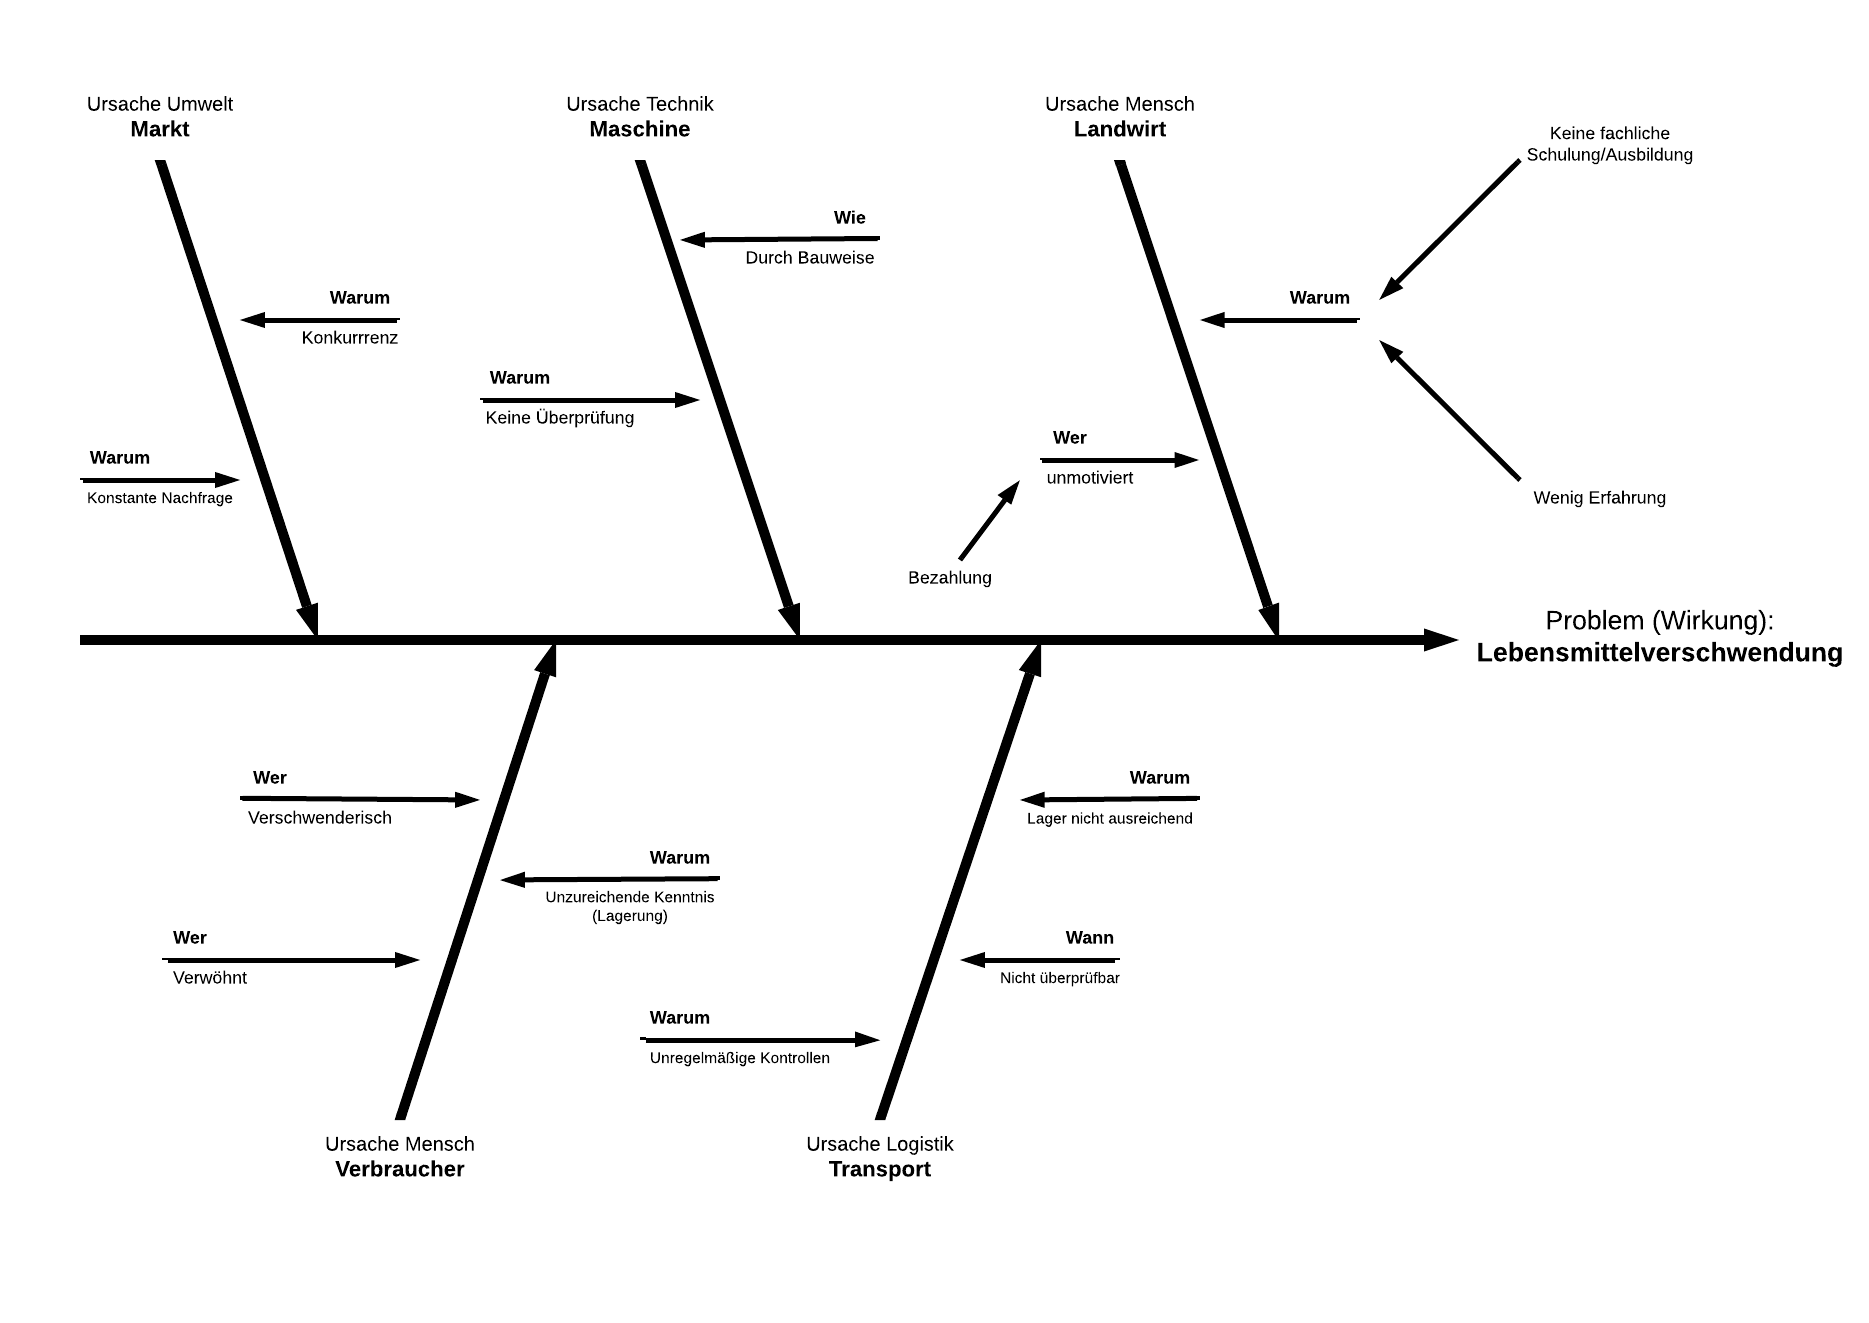 Ursache Umwelt
Markt
Ursache Technik
Maschine
Ursache Mensch
Landwirt
Keine fachliche
Schulung/Ausbildung
Wie
Durch Bauweise
Warum
Konkurrrenz
Warum
Warum
Keine Überprüfung
Wer
unmotiviert
Warum
Konstante Nachfrage
Wenig Erfahrung
Bezahlung
Problem (Wirkung):
Lebensmittelverschwendung
Wer
Verschwenderisch
Warum
Lager nicht ausreichend
Warum
Unzureichende Kenntnis
(Lagerung)
Wer
Verwöhnt
Wann
Nicht überprüfbar
Warum
Unregelmäßige Kontrollen
Ursache Mensch
Verbraucher
Ursache Logistik
Transport